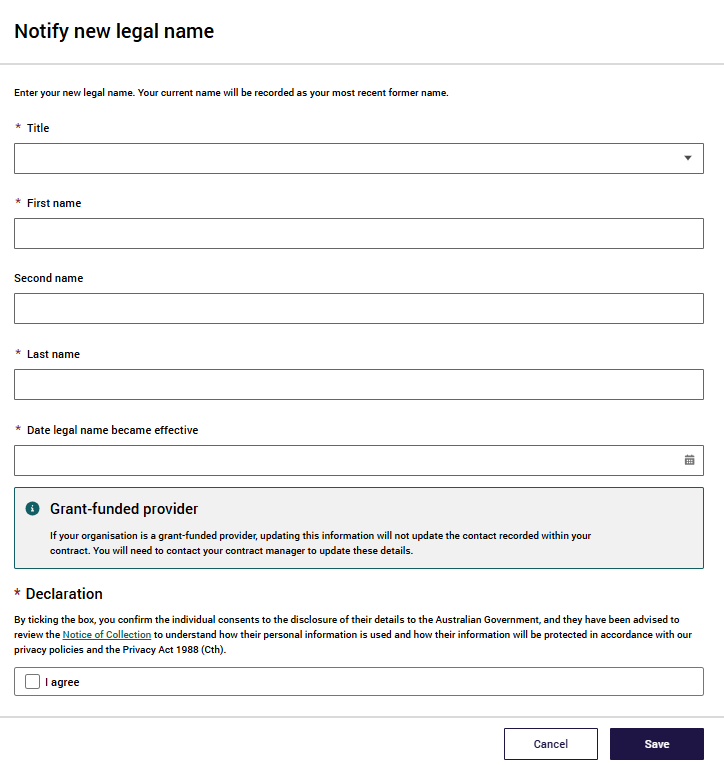 Notify new legal name
Enter your new legal name. Your current name will be recorded as your most recent former name.
* Title
* First name
Second name
* Last name
* Date legal name became effective
Grant-funded provider
If your organisation is a grant-funded provider, updating this information will not update the contact recorded within your
contract. You will need to contact your contract manager to update these details.
* Declaration
By ticking the box, you confirm the individual consents to the disclosure of their details to the Australian Government, and they have been advised to
review the Notice of Collection to understand how their personal information is used and how their information will be protected in accordance with our
privacy policies and the Privacy Act 1988 (Cth).
I agree
Cancel
Save